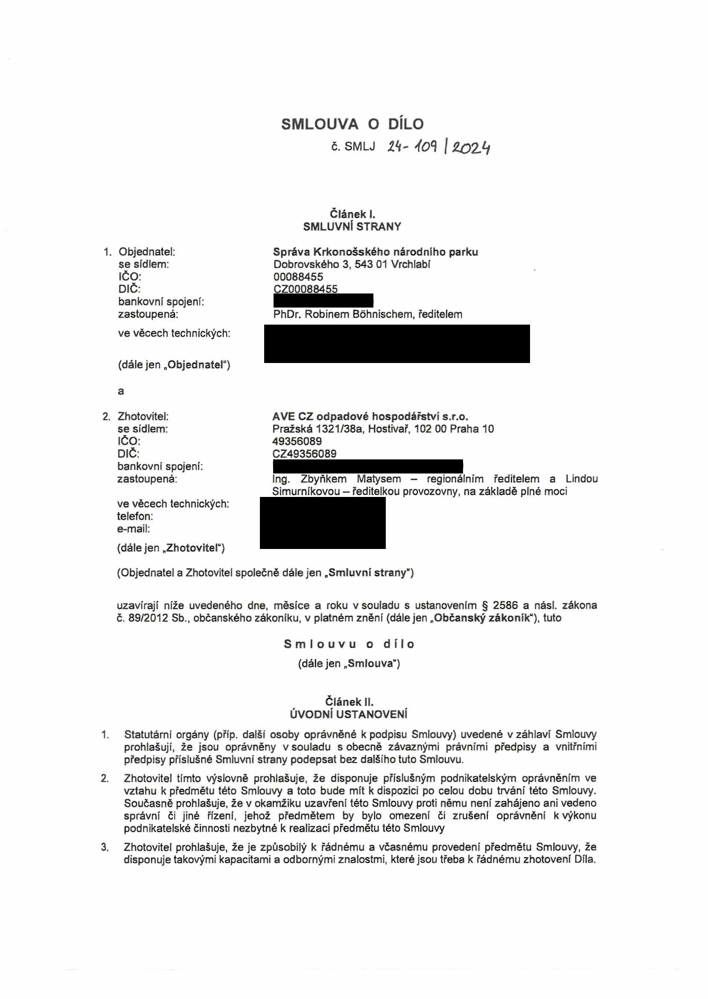 SMLOUVA O DÍLO
č. SMLJ 24-109/2024
Článek I.
SMLUVNÍ STRANY
1. Objednatel: Správa Krkonošského národního parku
se sídlem: Dobrovského 3, 543 01 Vrchlabí
IČO: 00088455
DIČ: CZ00088455
bankovní spojení:
zastoupená: PhDr. Robinem Böhnischem, ředitelem
ve věcech technických:
(dále jen „Objednatel“)
a
2. Zhotovitel: AVE CZ odpadové hospodářství s.r.o.
se sídlem: Pražská 1321/38a, Hostivař, 102 00 Praha 10
IČO: 49356089
DIČ: CZ49356089
bankovní spojení:
zastoupená: Ing. Zbyňkem Matysem – regionálním ředitelem a Lindou
Simurníkovou – ředitelkou provozovny, na základě plné moci
ve věcech technických:
telefon:
e-mail:
(dále jen „Zhotovitel“)
(Objednatel a Zhotovitel společně dále jen „Smluvní strany“)
uzavírají níže uvedeného dne, měsíce a roku v souladu s ustanovením § 2586 a násl. zákona
č. 89/2012 Sb., občanského zákoníku, v platném znění (dále jen „Občanský zákoník“), tuto
Smlouvu o dílo
(dále jen „Smlouva“)
Článek II.
ÚVODNÍ USTANOVENÍ
1. Statutární orgány (příp. další osoby oprávněné k podpisu Smlouvy) uvedené v záhlaví Smlouvy
prohlašují, že jsou oprávněny v souladu s obecně závaznými právními předpisy a vnitřními
předpisy příslušné Smluvní strany podepsat bez dalšího tuto Smlouvu.
2. Zhotovitel tímto výslovně prohlašuje, že disponuje příslušným podnikatelským oprávněním ve
vztahu k předmětu této Smlouvy a toto bude mít k dispozici po celou dobu trvání této Smlouvy.
Současně prohlašuje, že v okamžiku uzavření této Smlouvy proti němu není zahájeno ani vedeno
správní či jiné řízení, jehož předmětem by bylo omezení či zrušení oprávnění k výkonu
podnikatelské činnosti nezbytné k realizaci předmětu této Smlouvy
3. Zhotovitel prohlašuje, že je způsobilý k řádnému a včasnému provedení předmětu Smlouvy, že
disponuje takovými kapacitami a odbornými znalostmi, které jsou třeba k řádnému zhotovení Díla.